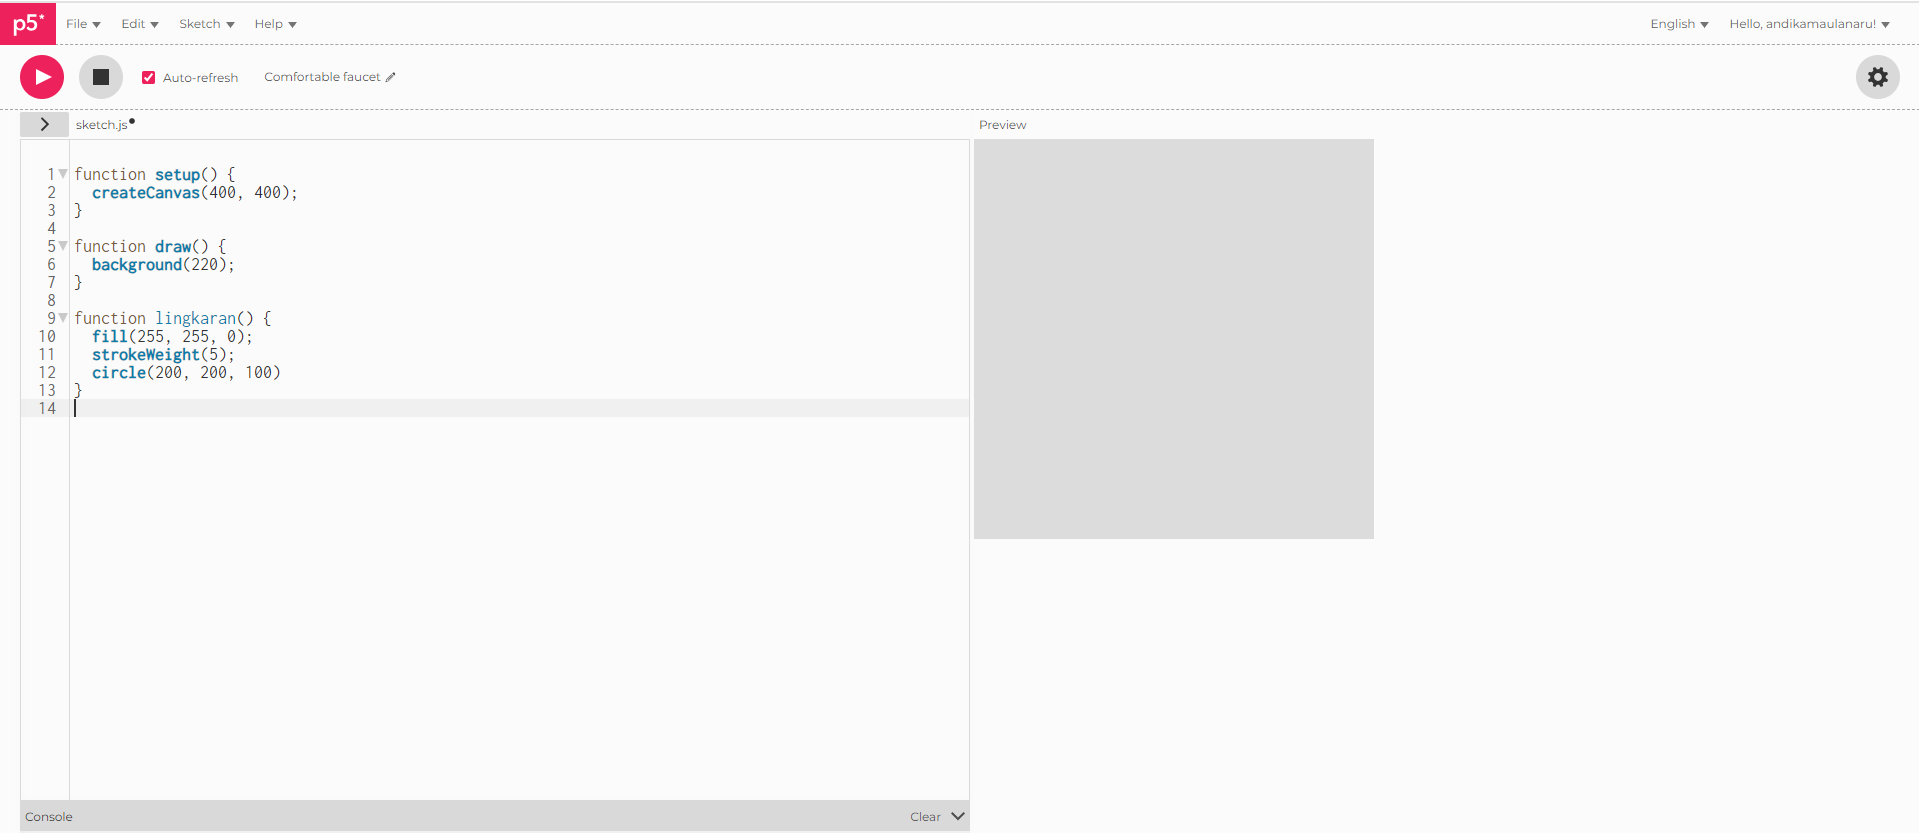 p5* File Edit Sketch Help English Hello, andikamaulanaru!
Auto-refresh Comfortable faucet
sketch.js Preview
1 function setup() {
2   createCanvas(400, 400);
3 }
4
5 function draw() {
6   background(220);
7 }
8
9 function lingkaran() {
10   fill(255, 255, 0);
11   strokeWeight(5);
12   circle(200, 200, 100)
13 }
14
Console Clear